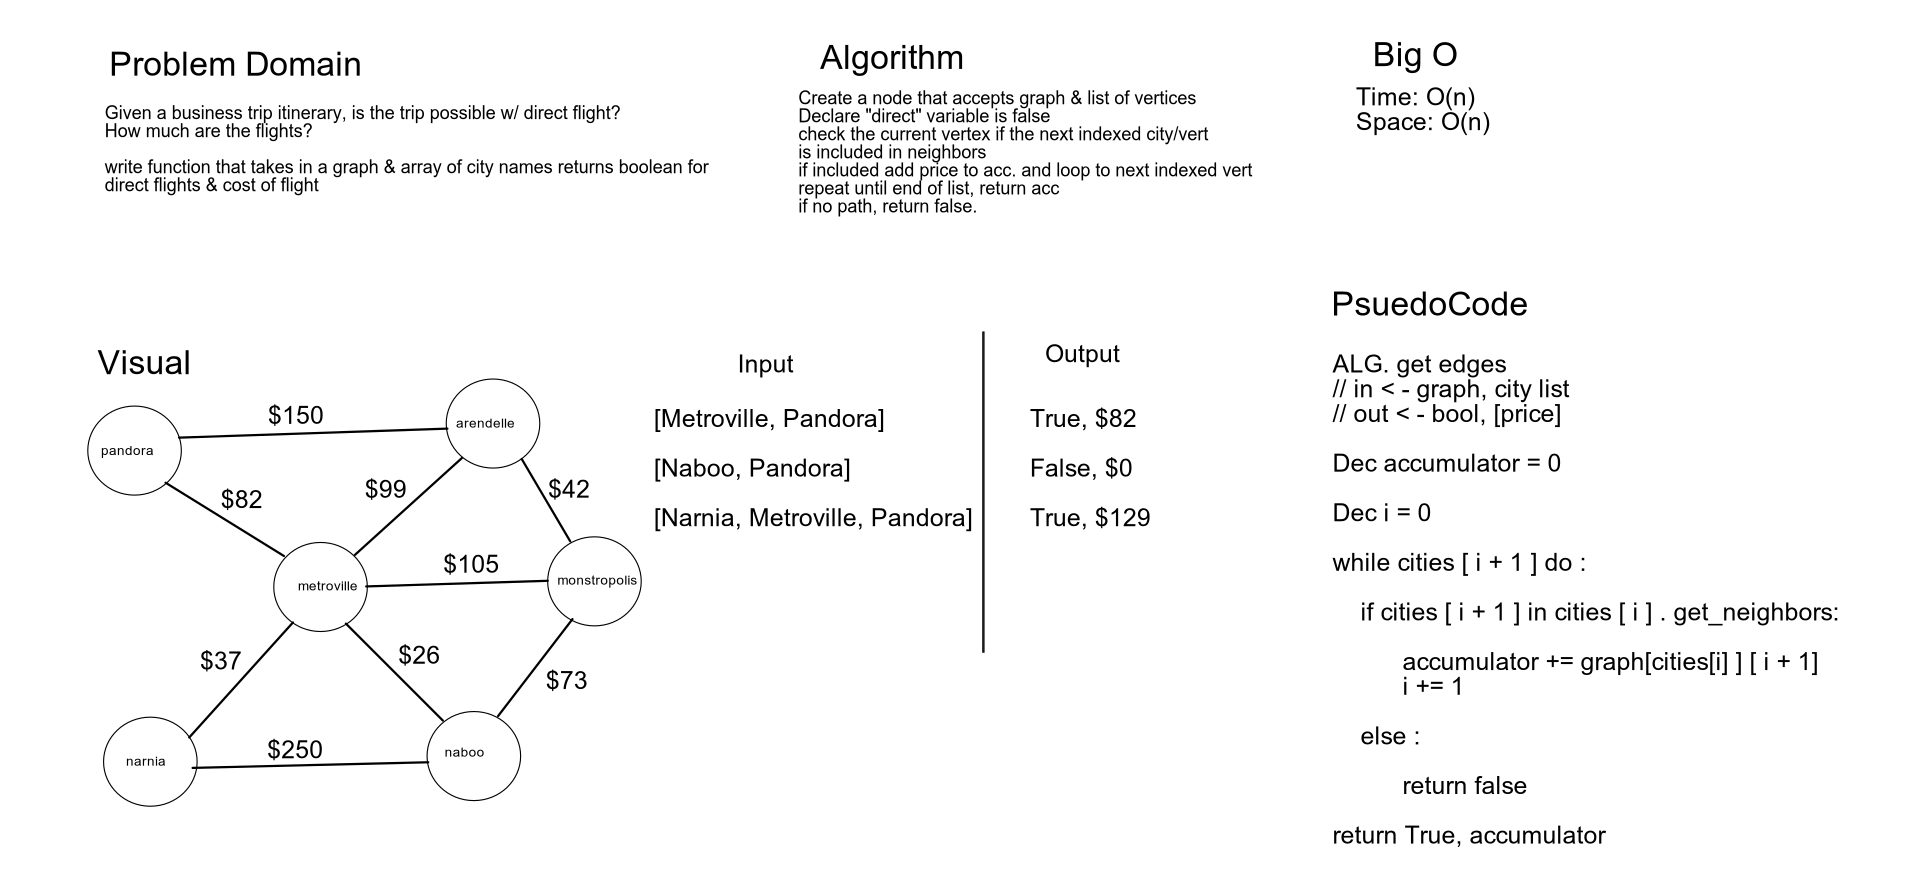 Problem Domain
Given a business trip itinerary, is the trip possible w/ direct flight?
How much are the flights?
write function that takes in a graph & array of city names returns boolean for
direct flights & cost of flight
Algorithm
Create a node that accepts graph & list of vertices
Declare "direct" variable is false
check the current vertex if the next indexed city/vert
is included in neighbors
if included add price to acc. and loop to next indexed vert
repeat until end of list, return acc
if no path, return false.
Big O
Time: O(n)
Space: O(n)
Visual
pandora
$150
arendelle
$82
$99
$42
metroville
$105
monstropolis
$37
$26
$73
narnia
$250
naboo
Input
Output
[Metroville, Pandora]
True, $82
[Naboo, Pandora]
False, $0
[Narnia, Metroville, Pandora]
True, $129
PsuedoCode
ALG. get edges
// in < - graph, city list
// out < - bool, [price]
Dec accumulator = 0
Dec i = 0
while cities [ i + 1 ] do :
if cities [ i + 1 ] in cities [ i ] . get_neighbors:
accumulator += graph[cities[i] ] [ i + 1]
i += 1
else :
return false
return True, accumulator